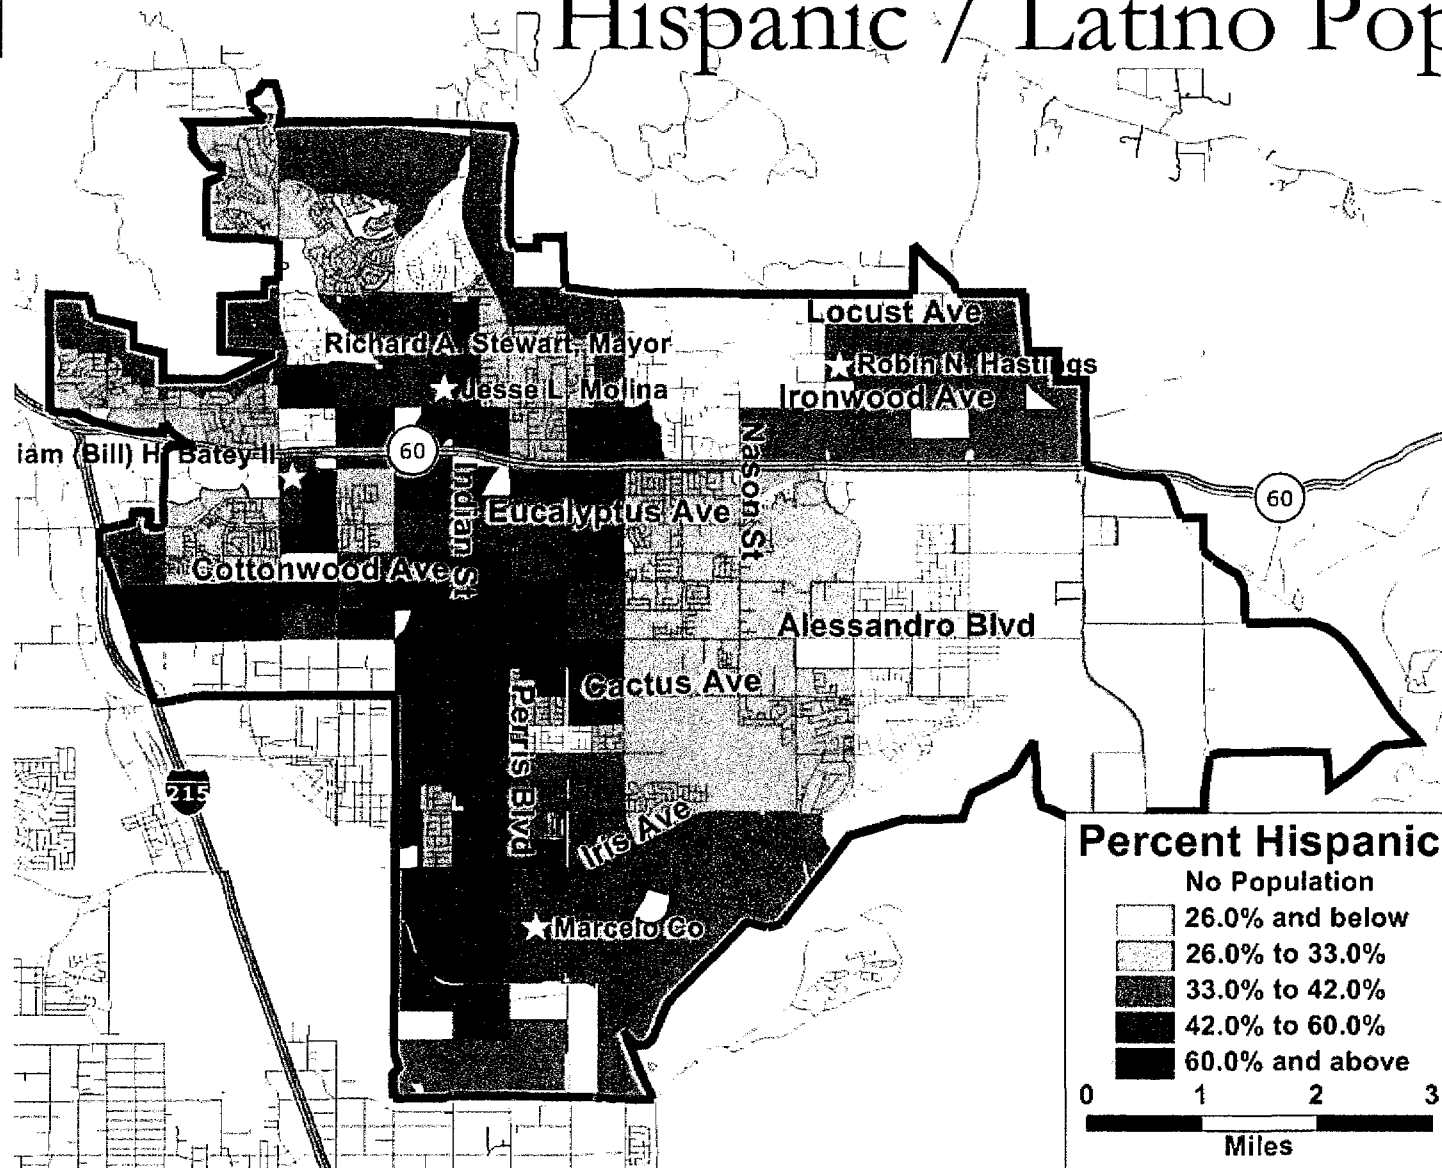 Hispanic / Latino Pop
Locust Ave
Richard A. Stewart, Mayor
Robin N. Hastings
Jesse L. Molina
Ironwood Ave
iam (Bill) H. Batey II
60
Nason St
Indian St
60
Eucalyptus Ave
Cottonwood Ave
Alessandro Blvd
Cactus Ave
Perris Blvd
215
Iris Ave
Marcelo Co
Percent Hispanic
No Population
26.0% and below
26.0% to 33.0%
33.0% to 42.0%
42.0% to 60.0%
60.0% and above
0 1 2 3
Miles